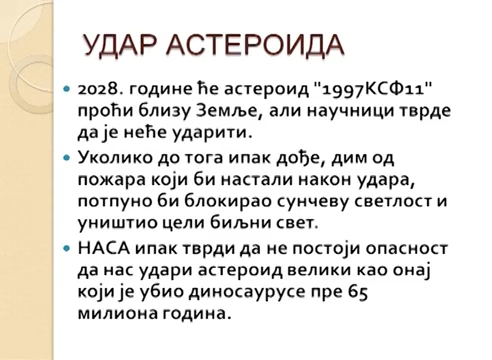 УДАР АСТЕРОИДА
2028. године ће астероид "1997КСФ11"
проћи близу Земље, али научници тврде
да је неће ударити.
Уколико до тога ипак дође, дим од
пожара који би настали након удара,
потпуно би блокирао сунчеву светлост и
уништио цели биљни свет.
НАСА ипак тврди да не постоји опасност
да нас удари астероид велики као онај
који је убио диносаурусе пре 65
милиона година.